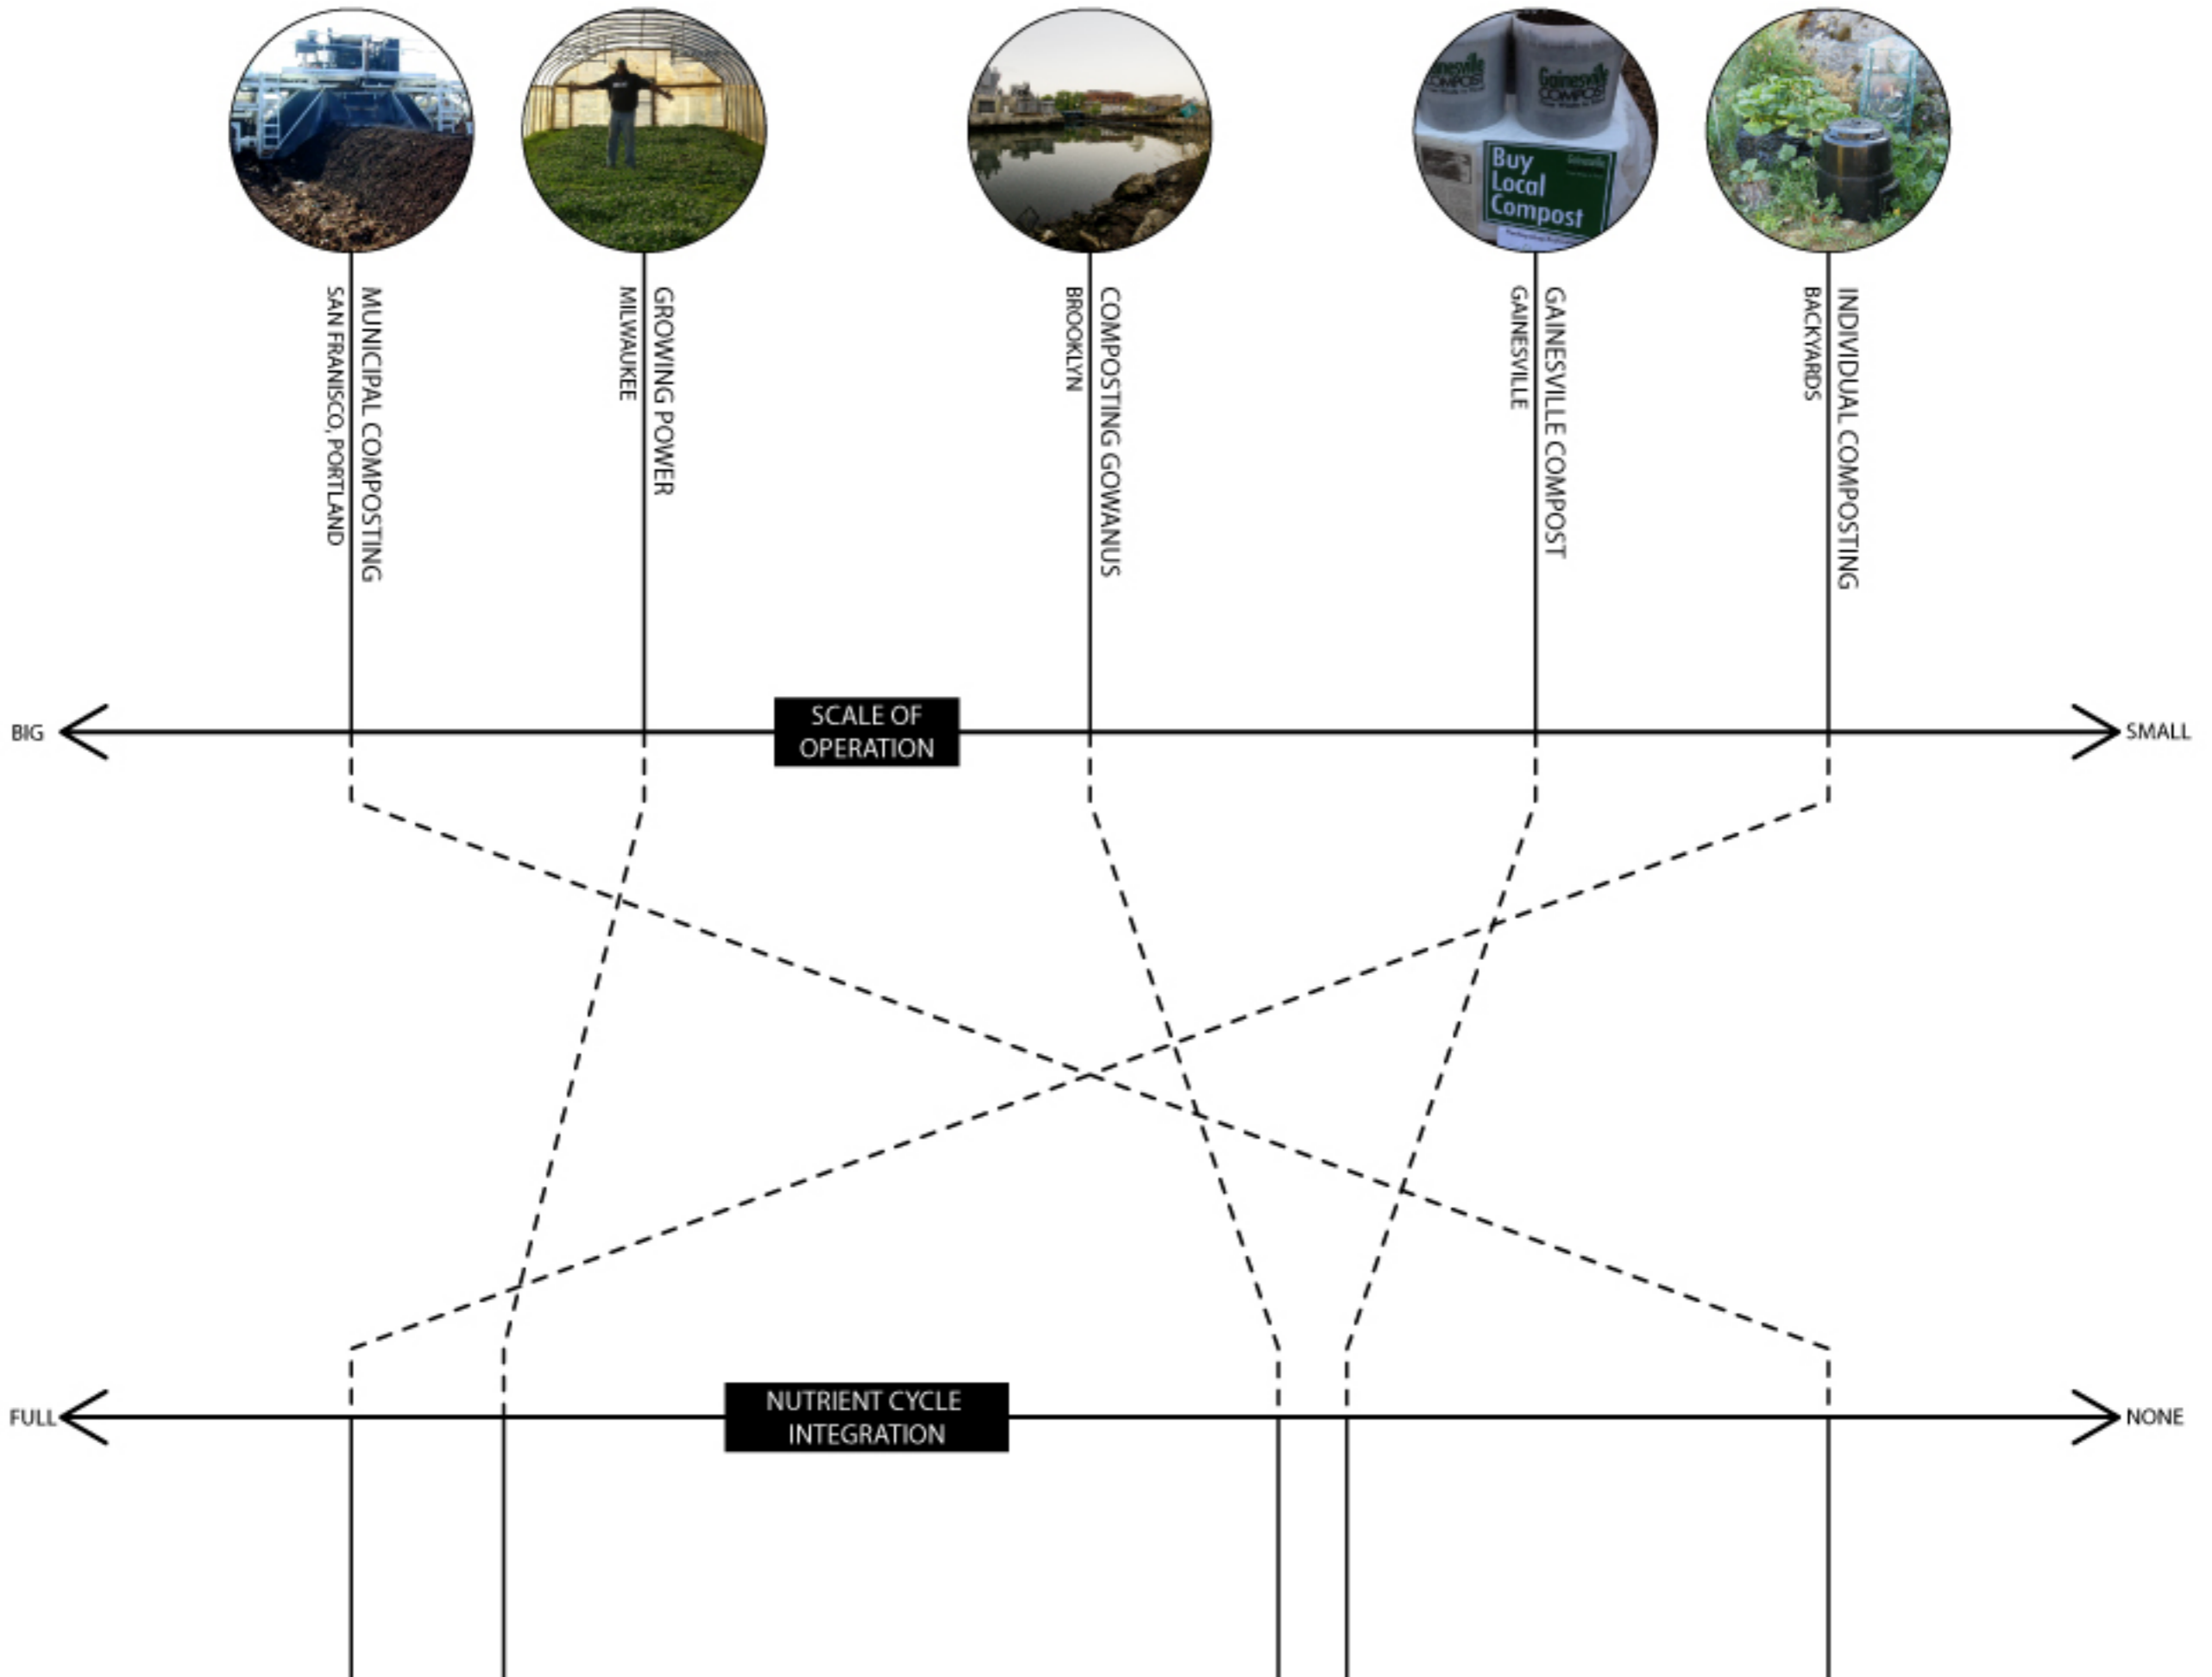 Gainesville
COMPOST
Gainesville
COMPOST
Buy
Local
Compost
MUNICIPAL COMPOSTING
SAN FRANISCO, PORTLAND
GROWING POWER
MILWAUKEE
COMPOSTING GOWANUS
BROOKLYN
GAINESVILLE COMPOST
GAINESVILLE
INDIVIDUAL COMPOSTING
BACKYARDS
BIG
SCALE OF
OPERATION
SMALL
FULL
NUTRIENT CYCLE
INTEGRATION
NONE